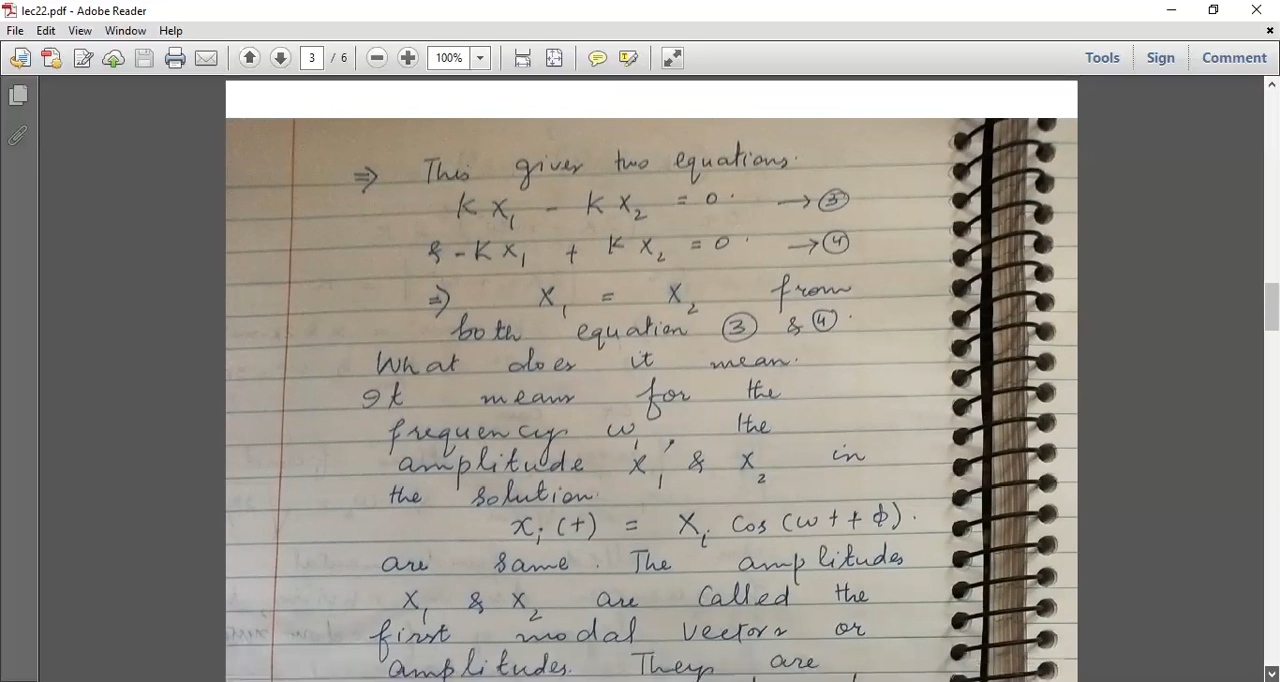 lec22.pdf - Adobe Reader
File Edit View Window Help
3 / 6 100% Tools Sign Comment
⇒ This gives two equations.
K X₁ - K X₂ = 0. → ③
& -K X₁ + K X₂ = 0. → ④
⇒ X₁ = X₂ from
both equation ③ & ④.
What does it mean.
It means for the
frequency ω₁, the
amplitude X₁ & X₂ in
the solution.
xᵢ(t) = Xᵢ Cos (ωt + ϕ).
are same. The amplitudes
X₁ & X₂ are called the
first modal vectors or
amplitudes. They are